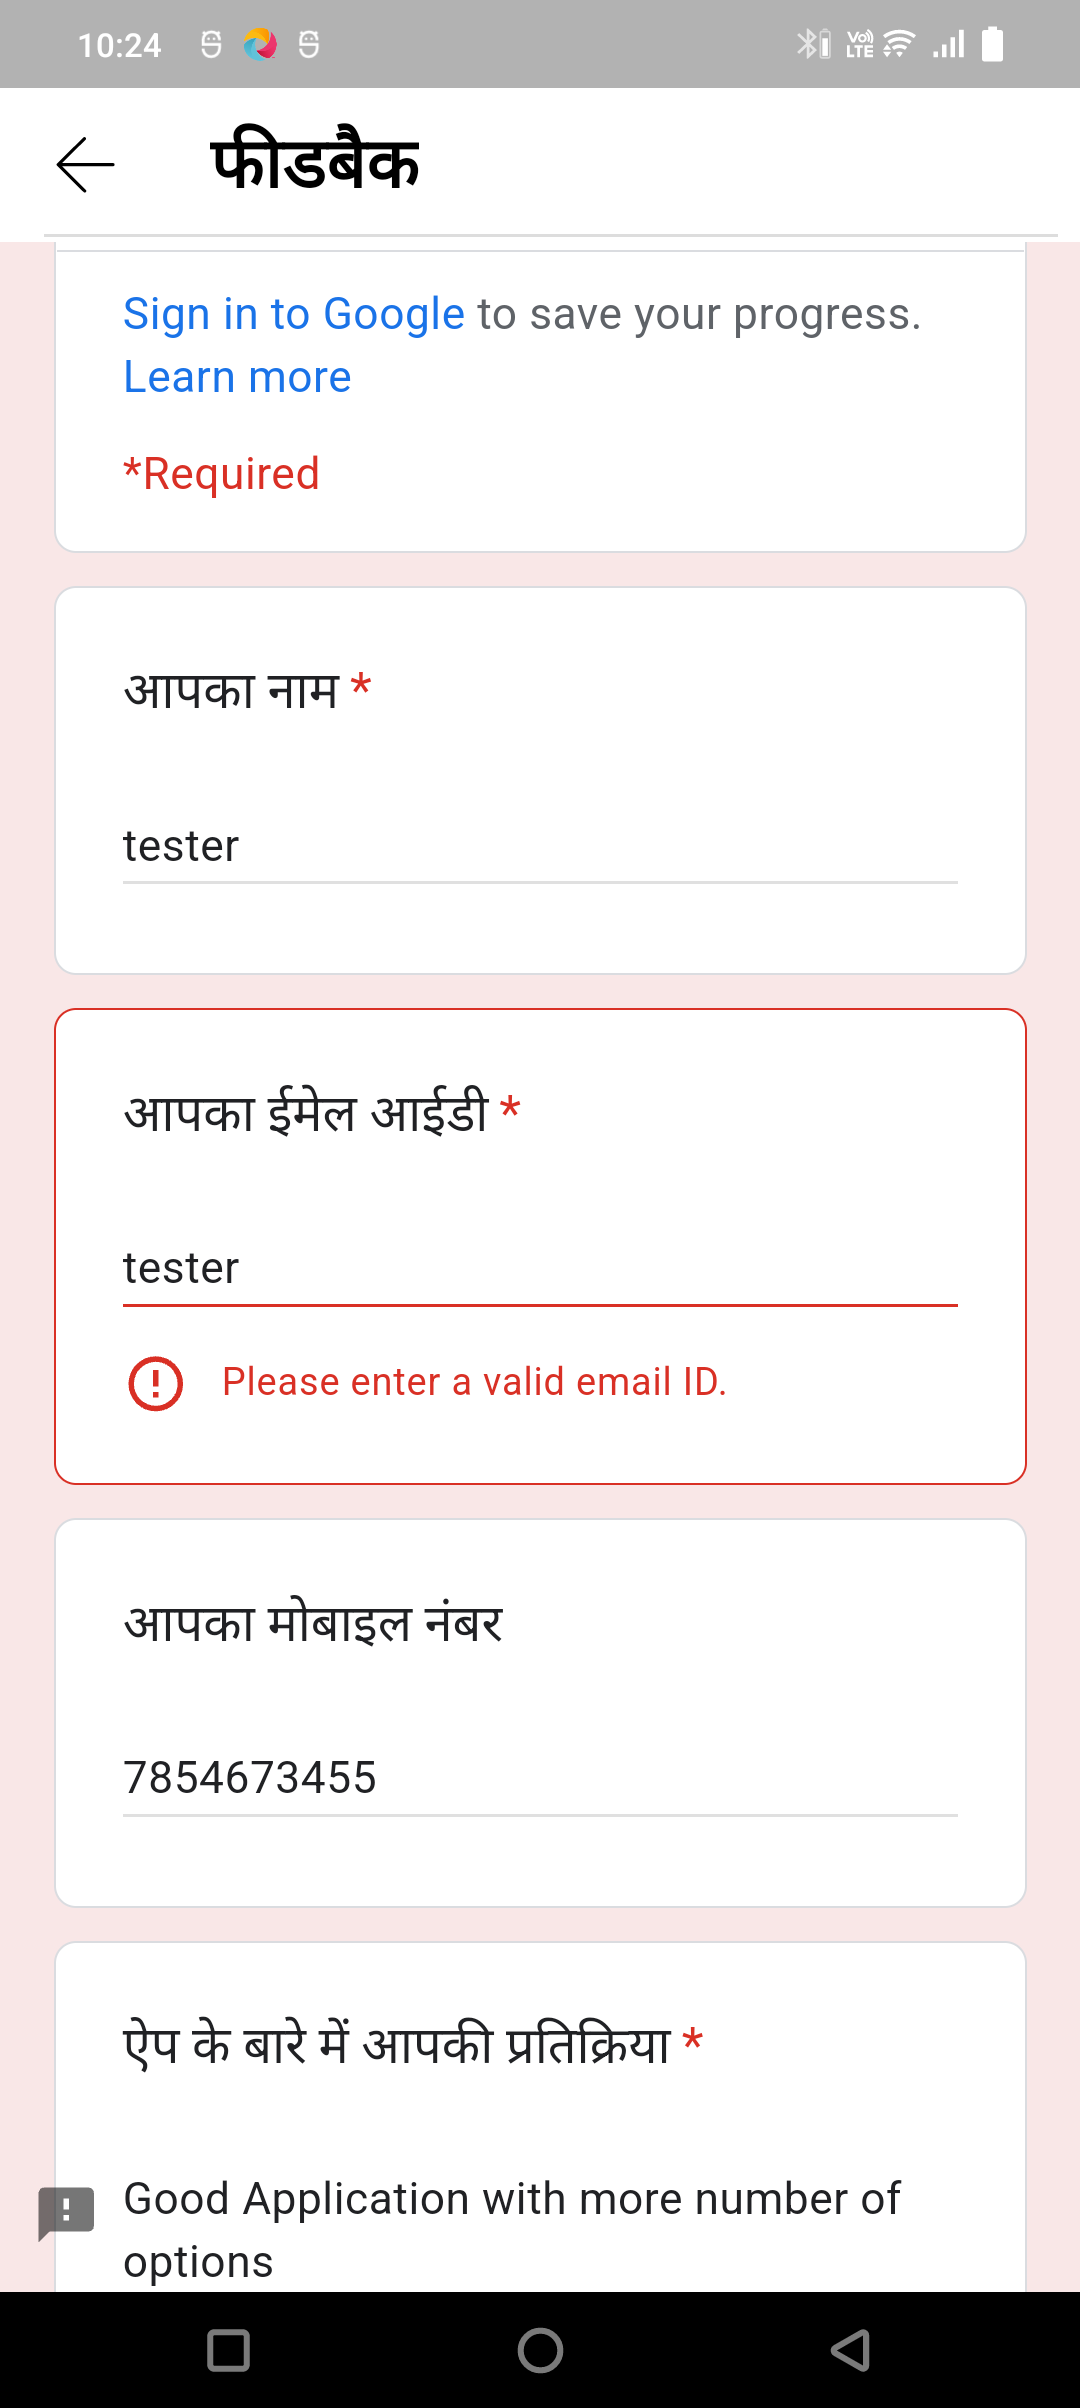 10:24
फीडबैक
Sign in to Google to save your progress.
Learn more
*Required
आपका नाम *
tester
आपका ईमेल आईडी *
tester
Please enter a valid email ID.
आपका मोबाइल नंबर
7854673455
ऐप के बारे में आपकी प्रतिक्रिया *
Good Application with more number of
options